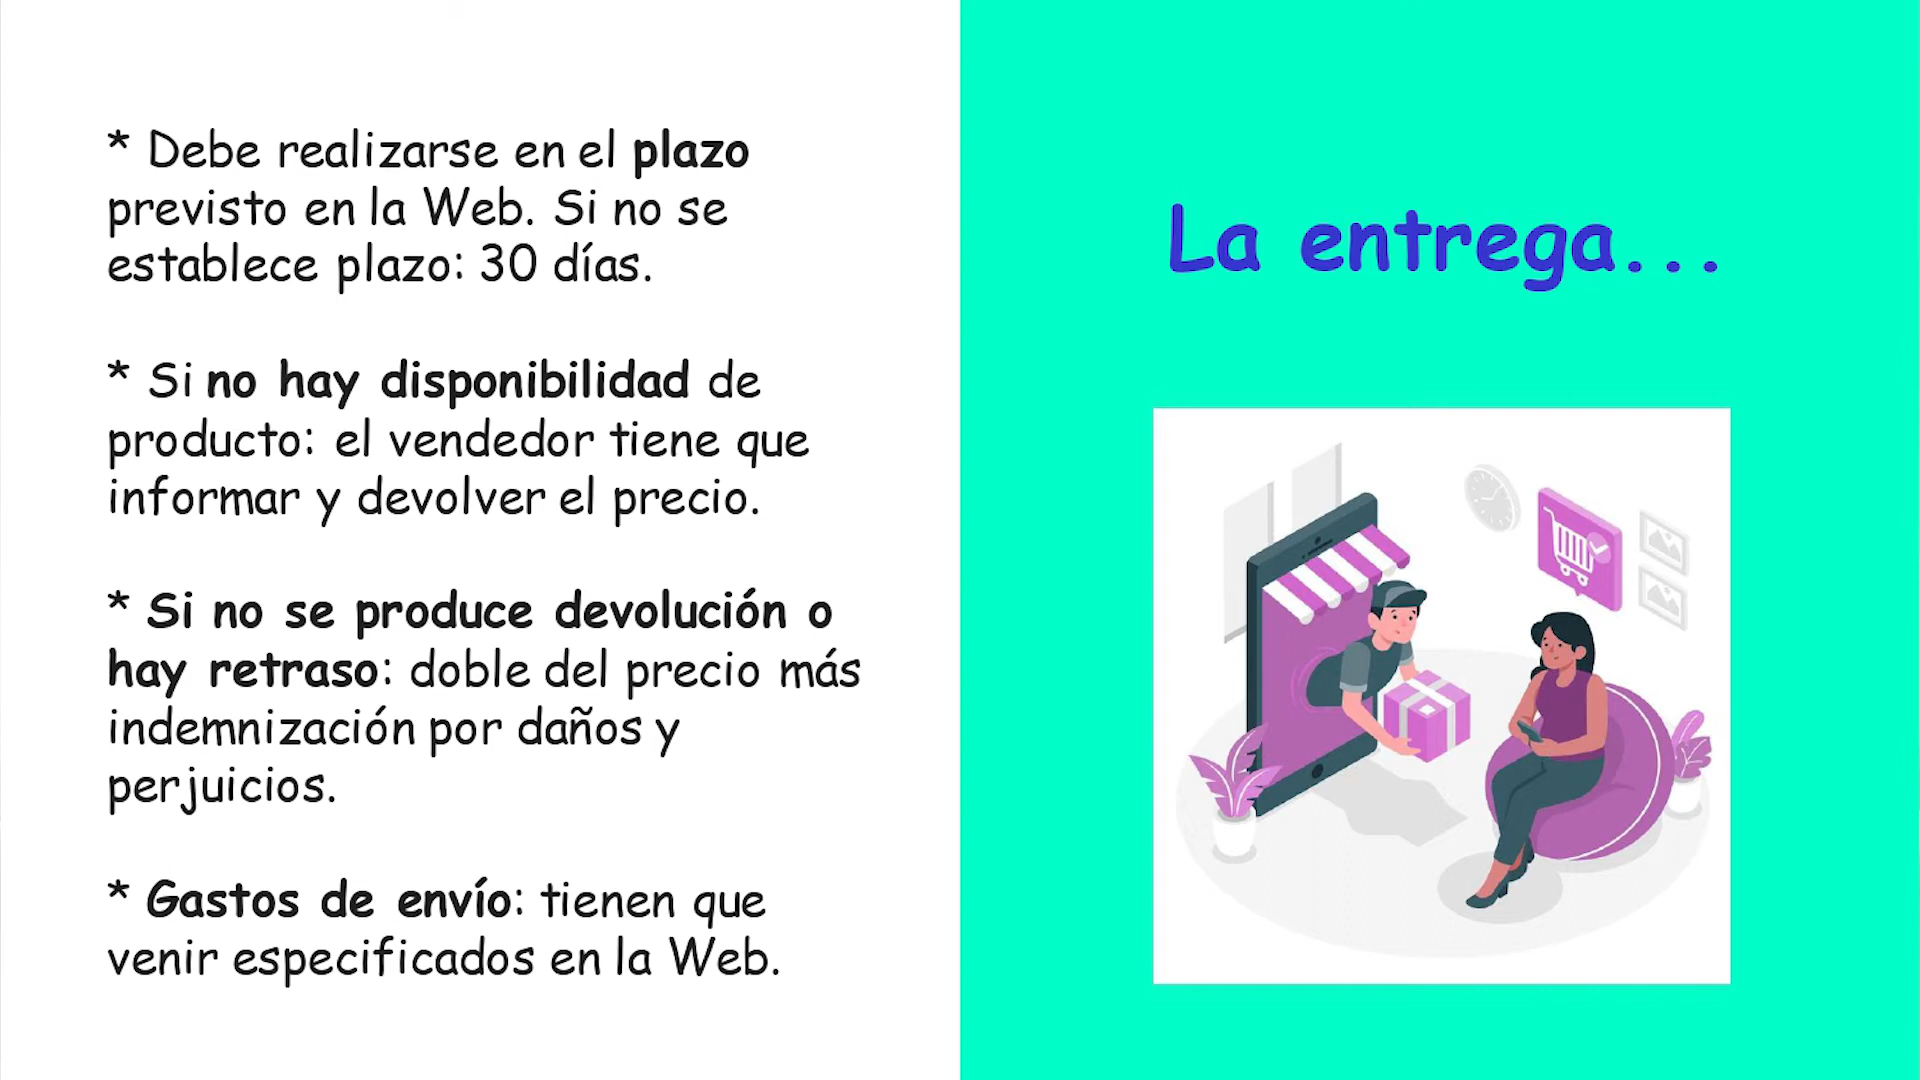 * Debe realizarse en el plazo
previsto en la Web. Si no se
establece plazo: 30 días.
* Si no hay disponibilidad de
producto: el vendedor tiene que
informar y devolver el precio.
* Si no se produce devolución o
hay retraso: doble del precio más
indemnización por daños y
perjuicios.
* Gastos de envío: tienen que
venir especificados en la Web.
La entrega...